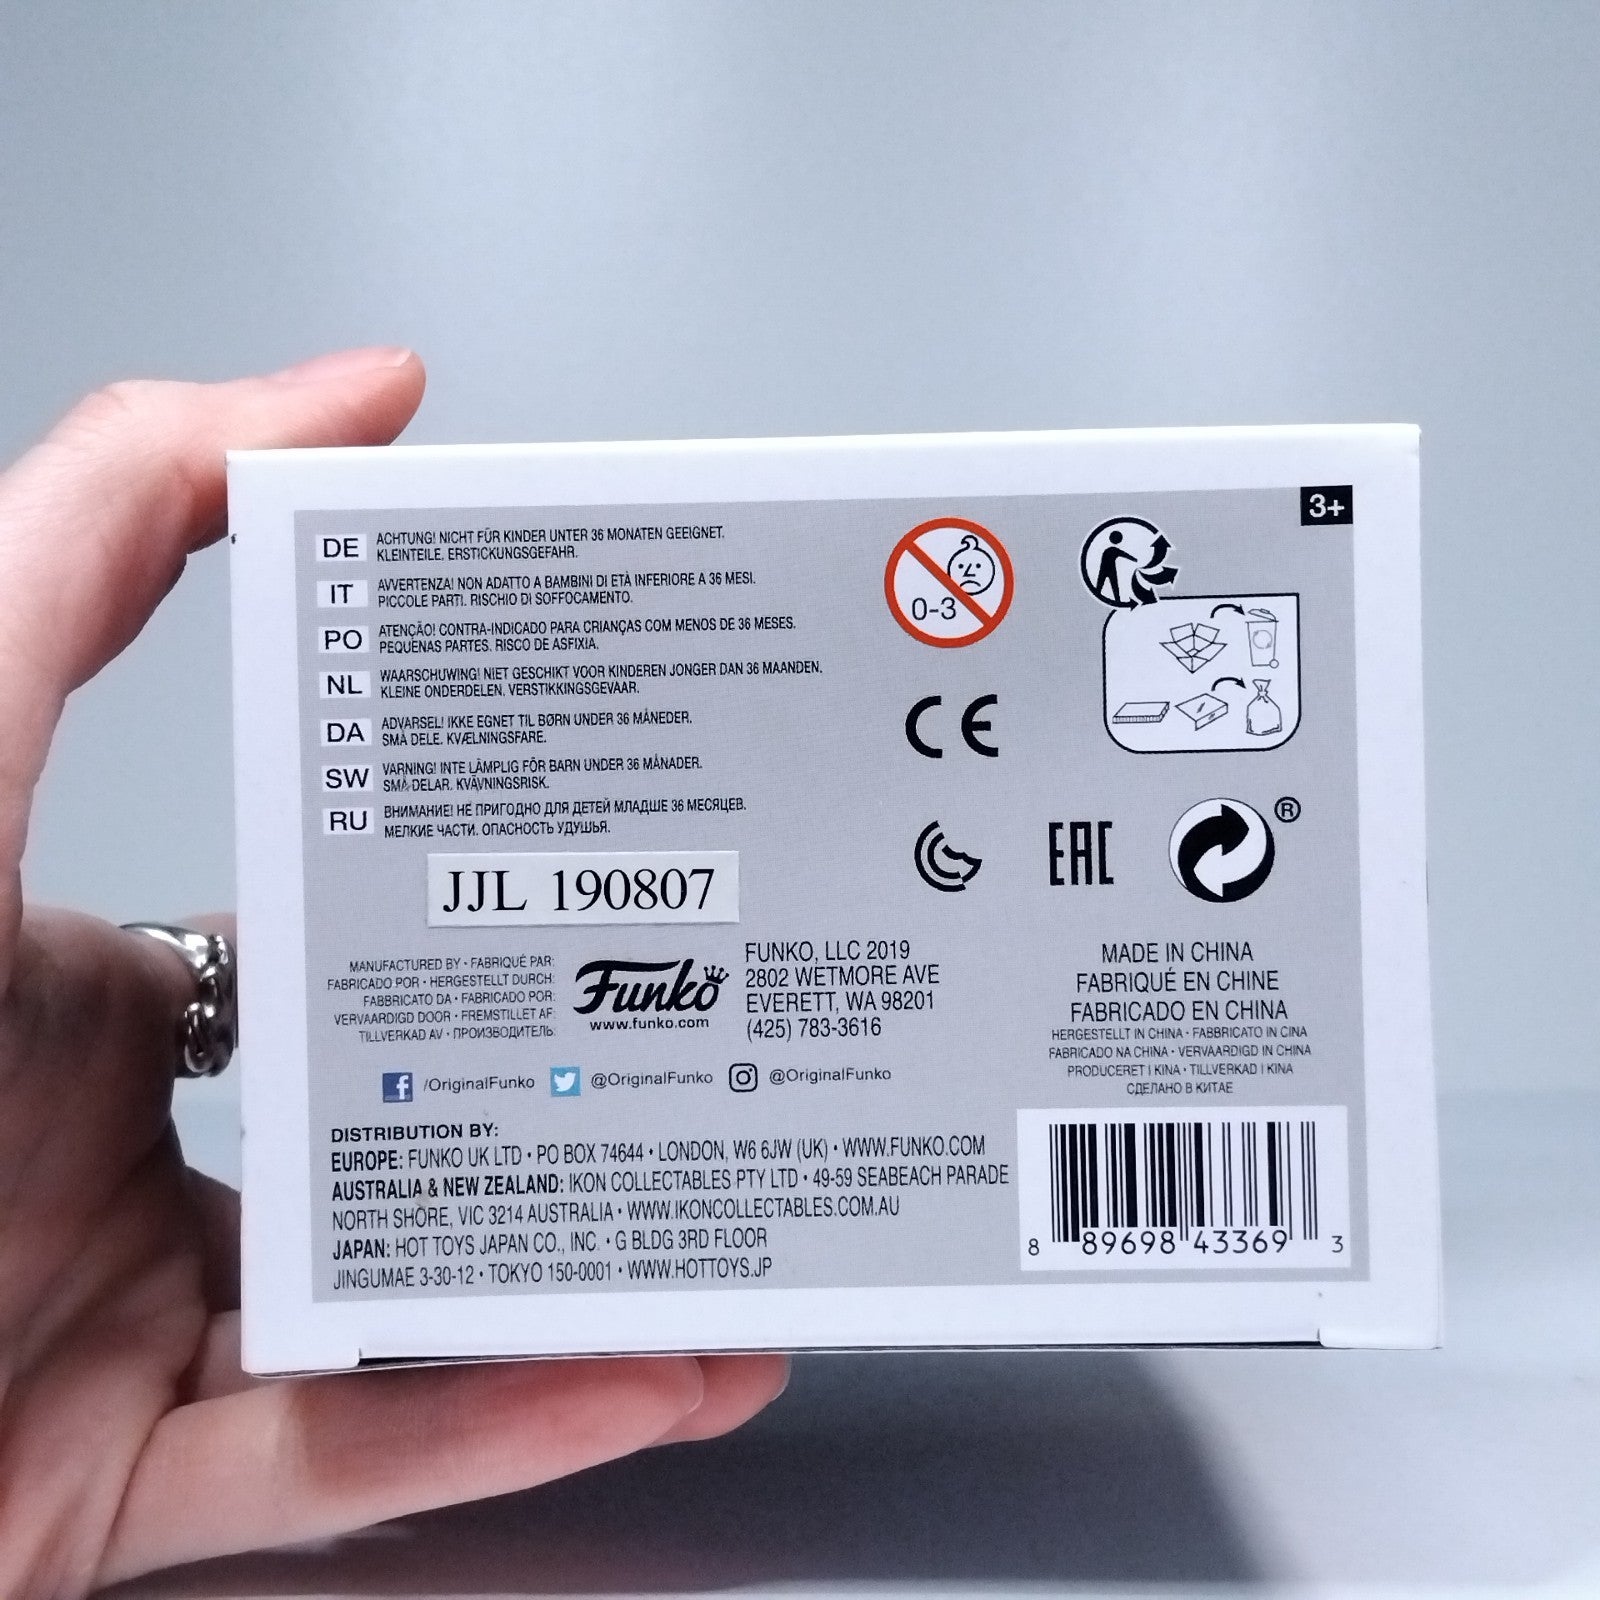 3+
DE ACHTUNG! NICHT FÜR KINDER UNTER 36 MONATEN GEEIGNET.
KLEINTEILE. ERSTICKUNGSGEFAHR.
IT AVVERTENZA! NON ADATTO A BAMBINI DI ETÀ INFERIORE A 36 MESI.
PICCOLE PARTI. RISCHIO DI SOFFOCAMENTO.
PO ATENÇÃO! CONTRA-INDICADO PARA CRIANÇAS COM MENOS DE 36 MESES.
PEQUENAS PARTES. RISCO DE ASFIXIA.
NL WAARSCHUWING! NIET GESCHIKT VOOR KINDEREN JONGER DAN 36 MAANDEN.
KLEINE ONDERDELEN. VERSTIKKINGSGEVAAR.
DA ADVARSEL! IKKE EGNET TIL BØRN UNDER 36 MÅNEDER.
SMÅ DELE. KVÆLNINGSFARE.
SW VARNING! INTE LÄMPLIG FÖR BARN UNDER 36 MÅNADER.
SMÅ DELAR. KVÄVNINGSRISK.
RU ВНИМАНИЕ! НЕ ПРИГОДНО ДЛЯ ДЕТЕЙ МЛАДШЕ 36 МЕСЯЦЕВ.
МЕЛКИЕ ЧАСТИ. ОПАСНОСТЬ УДУШЬЯ.
0-3
CE
EAC
®
JJL 190807
MANUFACTURED BY • FABRIQUÉ PAR:
FABRICADO POR • HERGESTELLT DURCH:
FABBRICATO DA • FABRICADO POR:
VERVAARDIGD DOOR • FREMSTILLET AF:
TILLVERKAD AV • ПРОИЗВОДИТЕЛЬ:
Funko
www.funko.com
FUNKO, LLC 2019
2802 WETMORE AVE
EVERETT, WA 98201
(425) 783-3616
MADE IN CHINA
FABRIQUÉ EN CHINE
FABRICADO EN CHINA
HERGESTELLT IN CHINA • FABBRICATO IN CINA
FABRICADO NA CHINA • VERVAARDIGD IN CHINA
PRODUCERET I KINA • TILLVERKAD I KINA
СДЕЛАНО В КИТАЕ
f /OriginalFunko @OriginalFunko @OriginalFunko
DISTRIBUTION BY:
EUROPE: FUNKO UK LTD • PO BOX 74644 • LONDON, W6 6JW (UK) • WWW.FUNKO.COM
AUSTRALIA & NEW ZEALAND: IKON COLLECTABLES PTY LTD • 49-59 SEABEACH PARADE
NORTH SHORE, VIC 3214 AUSTRALIA • WWW.IKONCOLLECTABLES.COM.AU
JAPAN: HOT TOYS JAPAN CO., INC. • G BLDG 3RD FLOOR
JINGUMAE 3-30-12 • TOKYO 150-0001 • WWW.HOTTOYS.JP
8 89698 43369 3